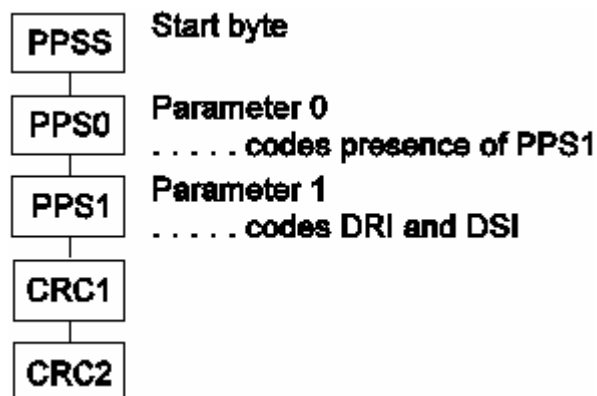 PPSS Start byte
PPS0 Parameter 0
. . . . . codes presence of PPS1
PPS1 Parameter 1
. . . . . codes DRI and DSI
CRC1
CRC2